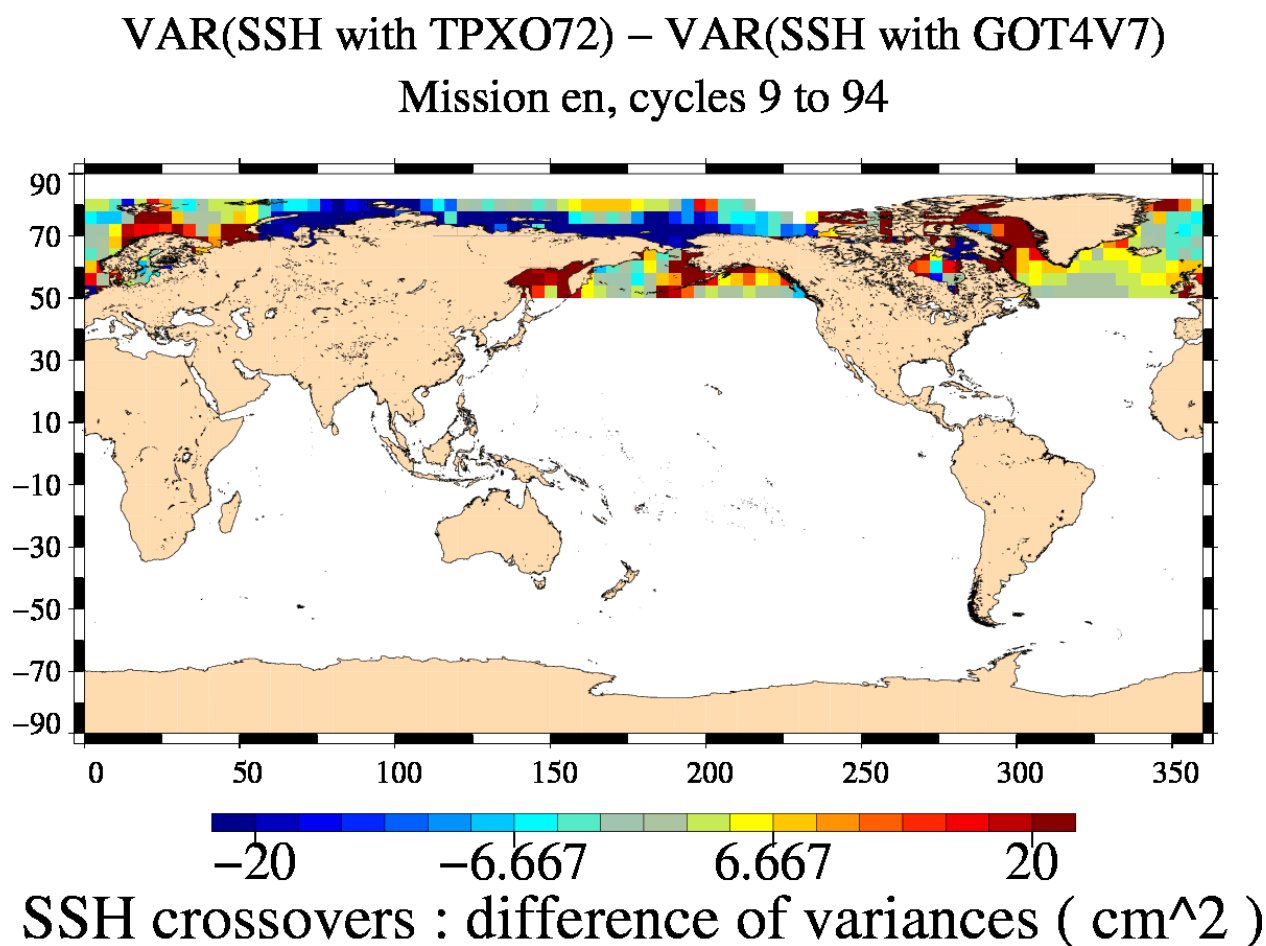 VAR(SSH with TPXO72) – VAR(SSH with GOT4V7)
Mission en, cycles 9 to 94
90
70
50
30
10
−10
−30
−50
−70
−90
0 50 100 150 200 250 300 350
−20 −6.667 6.667 20
SSH crossovers : difference of variances ( cm^2 )